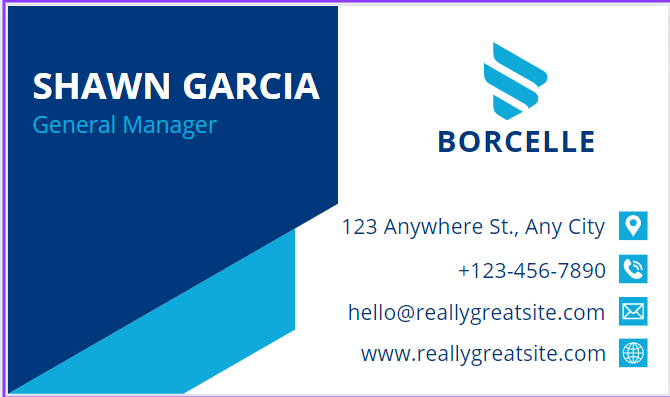 SHAWN GARCIA
General Manager
BORCELLE
123 Anywhere St., Any City
+123-456-7890
hello@reallygreatsite.com
www.reallygreatsite.com